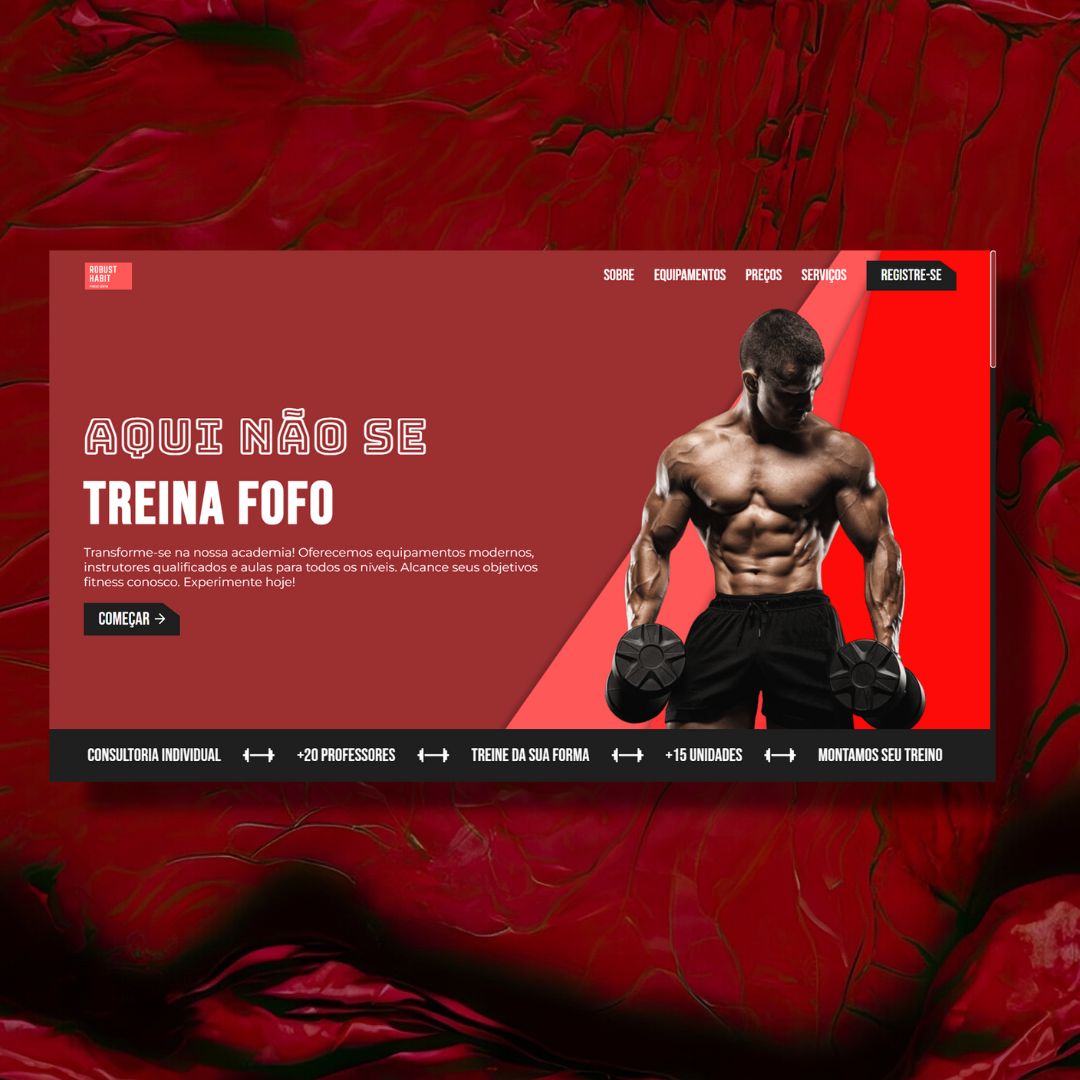 ROBUST
HABIT
SOBRE EQUIPAMENTOS PREÇOS SERVIÇOS REGISTRE-SE
AQUI NÃO SE
TREINA FOFO
Transforme-se na nossa academia! Oferecemos equipamentos modernos,
instrutores qualificados e aulas para todos os níveis. Alcance seus objetivos
fitness conosco. Experimente hoje!
COMEÇAR →
CONSULTORIA INDIVIDUAL +20 PROFESSORES TREINE DA SUA FORMA +15 UNIDADES MONTAMOS SEU TREINO